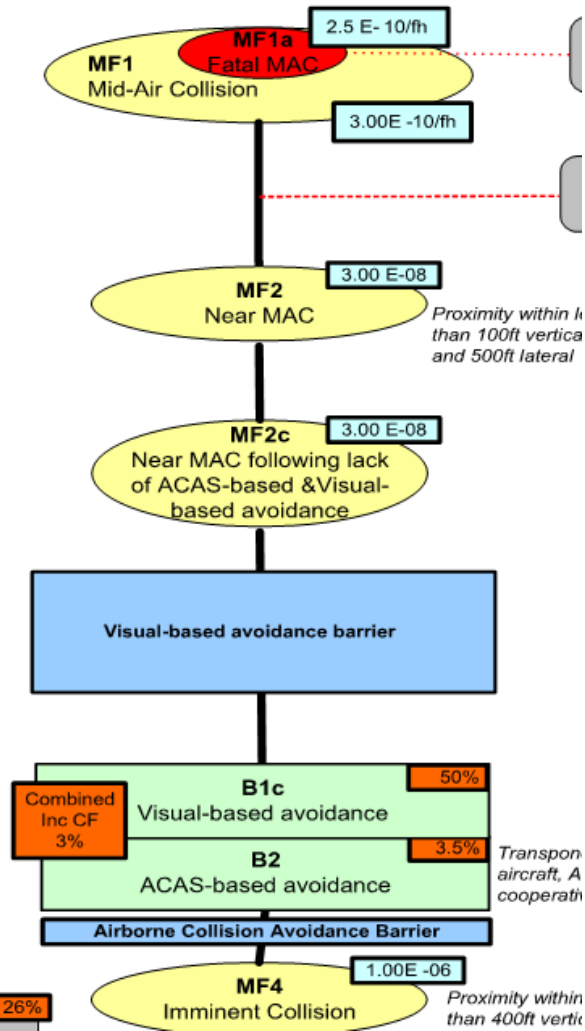 2.5 E- 10/fh
MF1a
Fatal MAC
MF1
Mid-Air Collision
3.00E -10/fh
3.00 E-08
MF2
Near MAC
Proximity within
than 100ft
and 500ft lateral
3.00 E-08
MF2c
Near MAC following lack
of ACAS-based &Visual-
based avoidance
Visual-based avoidance barrier
50%
B1c
Visual-based avoidance
Combined
Inc CF
3%
3.5%
B2
ACAS-based avoidance
aircraft,
Airborne Collision Avoidance Barrier
1.00E -06
MF4
Imminent Collision
26%
Proximity within
than 400ft